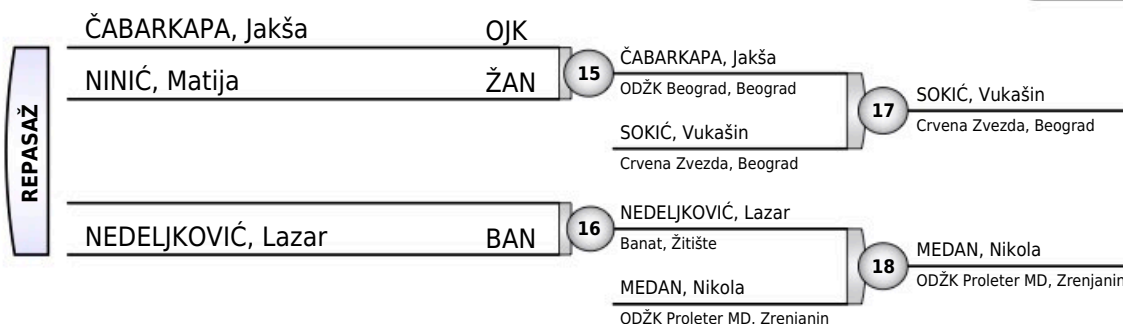 REPASAŽ
ČABARKAPA, Jakša OJK
NINIĆ, Matija ŽAN
15
ČABARKAPA, Jakša
ODŽK Beograd, Beograd
SOKIĆ, Vukašin
Crvena Zvezda, Beograd
17
SOKIĆ, Vukašin
Crvena Zvezda, Beograd
NEDELJKOVIĆ, Lazar BAN
16
NEDELJKOVIĆ, Lazar
Banat, Žitište
MEDAN, Nikola
ODŽK Proleter MD, Zrenjanin
18
MEDAN, Nikola
ODŽK Proleter MD, Zrenjanin